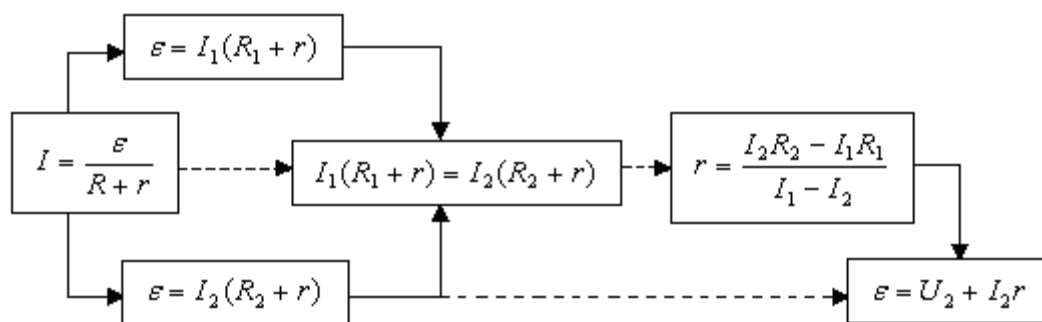 ε = I₁(R₁ + r)
I = ε / (R + r)
I₁(R₁ + r) = I₂(R₂ + r)
r = (I₂R₂ − I₁R₁) / (I₁ − I₂)
ε = I₂(R₂ + r)
ε = U₂ + I₂r